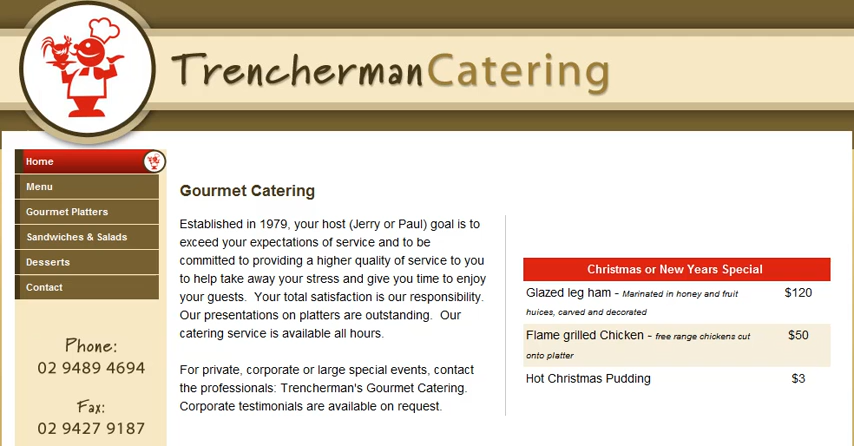 TrenchermanCatering
Home
Menu
Gourmet Platters
Sandwiches & Salads
Desserts
Contact
Phone:
02 9489 4694
Fax:
02 9427 9187
Gourmet Catering
Established in 1979, your host (Jerry or Paul) goal is to
exceed your expectations of service and to be
committed to providing a higher quality of service to you
to help take away your stress and give you time to enjoy
your guests.  Your total satisfaction is our responsibility.
Our presentations on platters are outstanding.  Our
catering service is available all hours.
For private, corporate or large special events, contact
the professionals: Trencherman's Gourmet Catering.
Corporate testimonials are available on request.
Christmas or New Years Special
Glazed leg ham - Marinated in honey and fruit $120
huices, carved and decorated
Flame grilled Chicken - free range chickens cut $50
onto platter
Hot Christmas Pudding $3